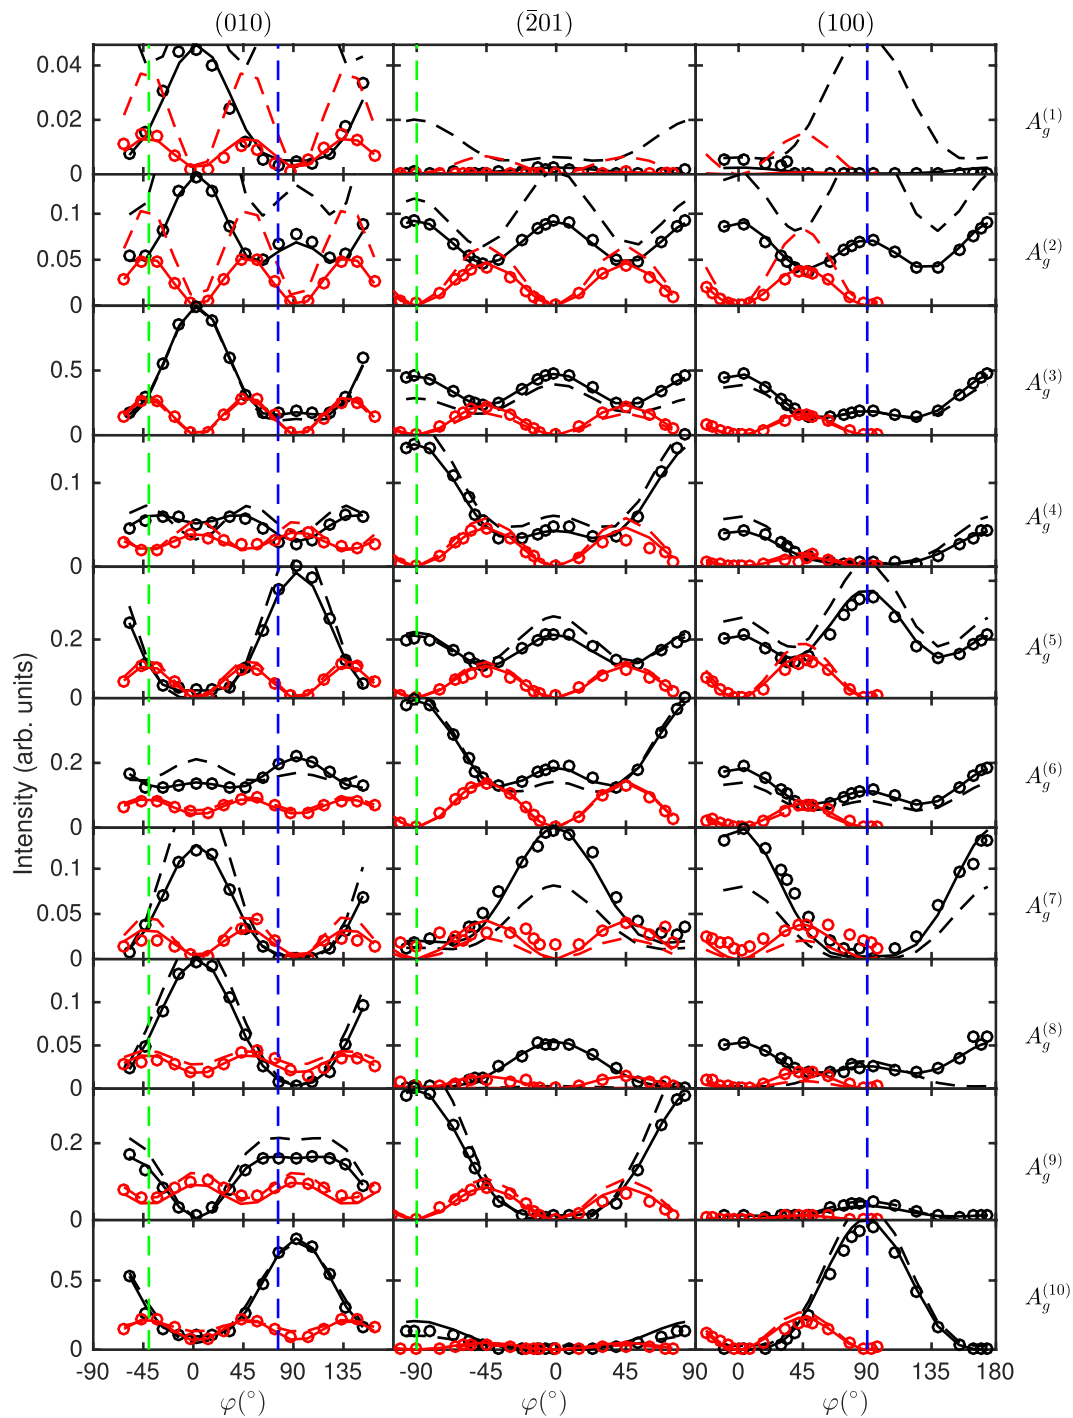 (010) (2̄01) (100)
0.04
0.02
0
A_g^(1)
0.1
0.05
0
A_g^(2)
0.5
0
A_g^(3)
0.1
0
A_g^(4)
0.2
0
A_g^(5)
0.2
0
A_g^(6)
0.1
0.05
0
A_g^(7)
0.1
0.05
0
A_g^(8)
0.2
0
A_g^(9)
0.5
0
A_g^(10)
Intensity (arb. units)
-90 -45 0 45 90 135 -90 -45 0 45 90 0 45 90 135 180
φ(°) φ(°) φ(°)